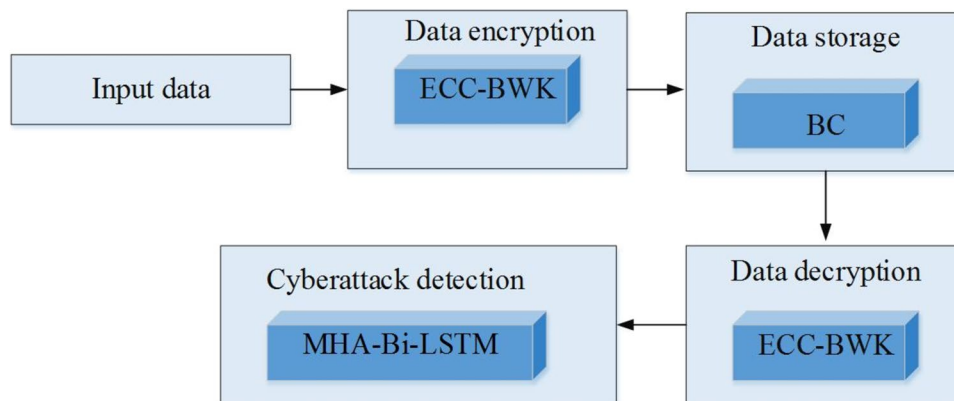 Input data
Data encryption
ECC-BWK
Data storage
BC
Data decryption
ECC-BWK
Cyberattack detection
MHA-Bi-LSTM